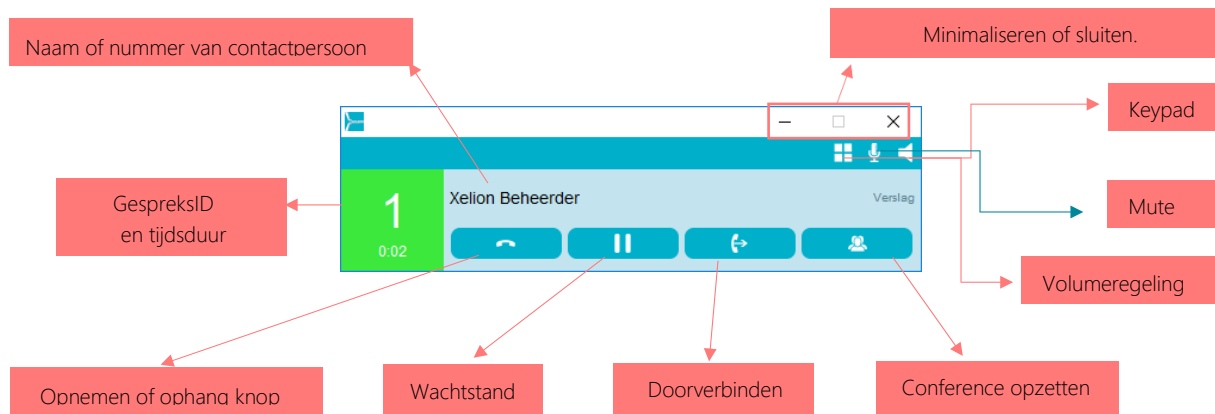 Naam of nummer van contactpersoon
Minimaliseren of sluiten.
Keypad
GespreksID
en tijdsduur
1
0:02
Xelion Beheerder
Verslag
Mute
Volumeregeling
Opnemen of ophang knop
Wachtstand
Doorverbinden
Conference opzetten